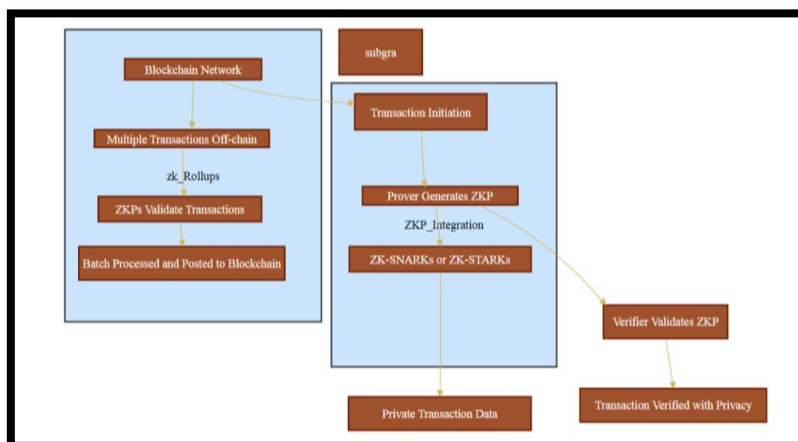 subgra
Blockchain Network
Multiple Transactions Off-chain
zk_Rollups
ZKPs Validate Transactions
Batch Processed and Posted to Blockchain
Transaction Initiation
Prover Generates ZKP
ZKP_Integration
ZK-SNARKs or ZK-STARKs
Private Transaction Data
Verifier Validates ZKP
Transaction Verified with Privacy